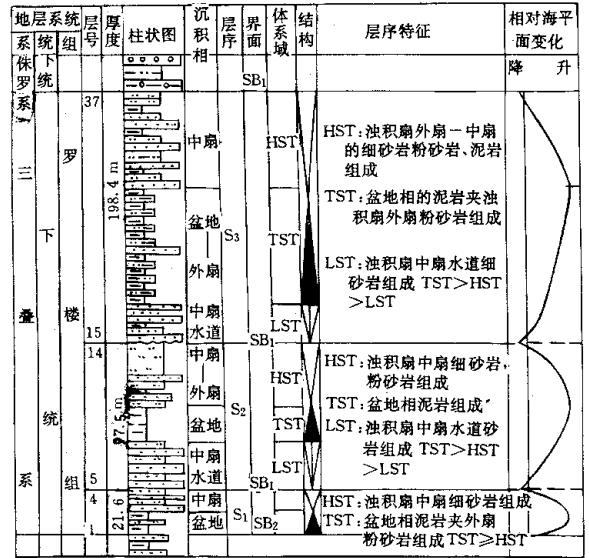 地层系统 层号 厚度 柱状图 沉积相 层序 界面 体系域 结构 层序特征 相对海平面变化
系 统 组
降 升
侏罗系 下统
三叠系 下统 罗楼组
37
15
14
5
4
1
198.4 m
97.5 m
21.6
中扇
盆地
外扇
中扇
水道
中扇
外扇
盆地
中扇
水道
中扇
盆地
S₃
S₂
S₁
SB₁
SB₁
SB₁
SB₂
HST
TST
LST
HST
TST
LST
HST:浊积扇外扇—中扇
的细砂岩粉砂岩、泥岩
组成
TST:盆地相的泥岩夹浊
积扇外扇粉砂岩组成
LST:浊积扇中扇水道细
砂岩组成 TST>HST
>LST
HST:浊积扇中扇细砂岩,
粉砂岩组成
TST:盆地相泥岩组成
LST:浊积扇中扇水道砂
岩组成 TST>HST
>LST
HST:浊积扇中扇细砂岩组成
TST:盆地相泥岩夹外扇
粉砂岩组成TST≥HST